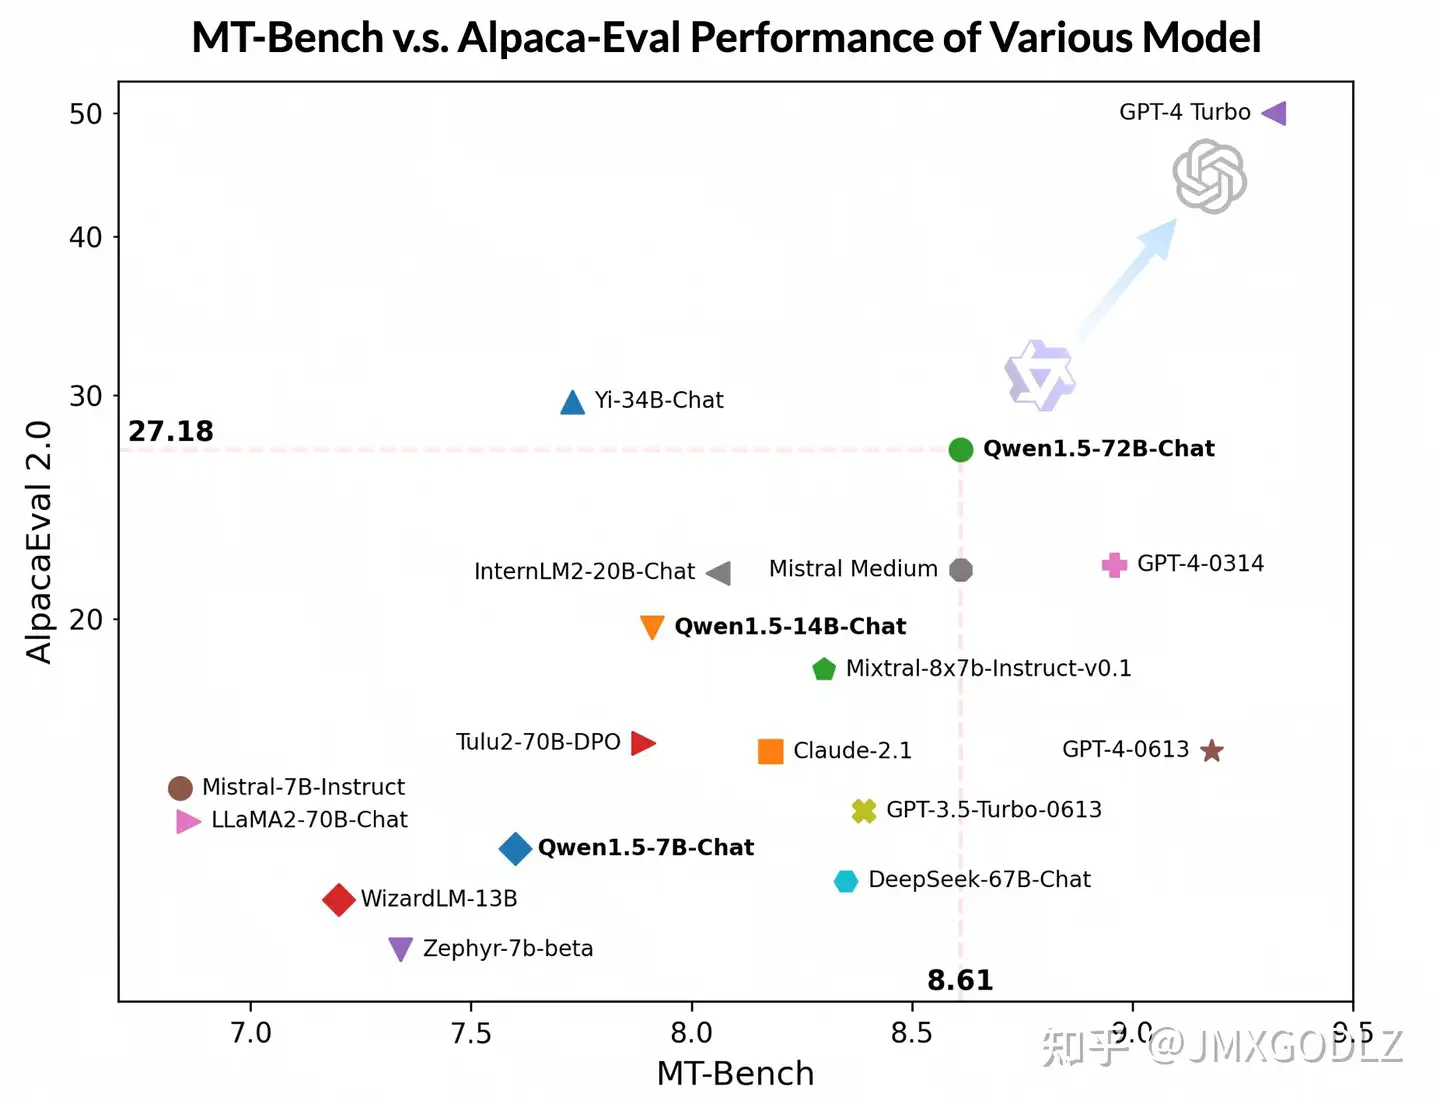 MT-Bench v.s. Alpaca-Eval Performance of Various Model
50
GPT-4 Turbo
40
30
Yi-34B-Chat
27.18
Qwen1.5-72B-Chat
AlpacaEval 2.0
InternLM2-20B-Chat
Mistral Medium
GPT-4-0314
20
Qwen1.5-14B-Chat
Mixtral-8x7b-Instruct-v0.1
Tulu2-70B-DPO
Claude-2.1
GPT-4-0613
Mistral-7B-Instruct
GPT-3.5-Turbo-0613
LLaMA2-70B-Chat
Qwen1.5-7B-Chat
DeepSeek-67B-Chat
WizardLM-13B
Zephyr-7b-beta
8.61
7.0
7.5
8.0
8.5
9.0
9.5
知乎 @JMXGODLZ
MT-Bench